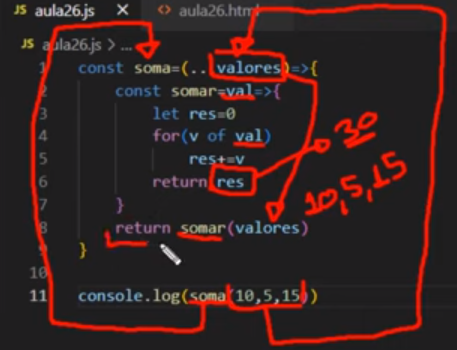 JS aula26.js X <> aula26.html
JS aula26.js > ...
1 const soma=(...valores)=>{
2 const somar=val=>{
3 let res=0
4 for(v of val)
5 res+=v
6 return res
7 }
8 return somar(valores)
9 }
10
11 console.log(soma(10,5,15))
30
10,5,15